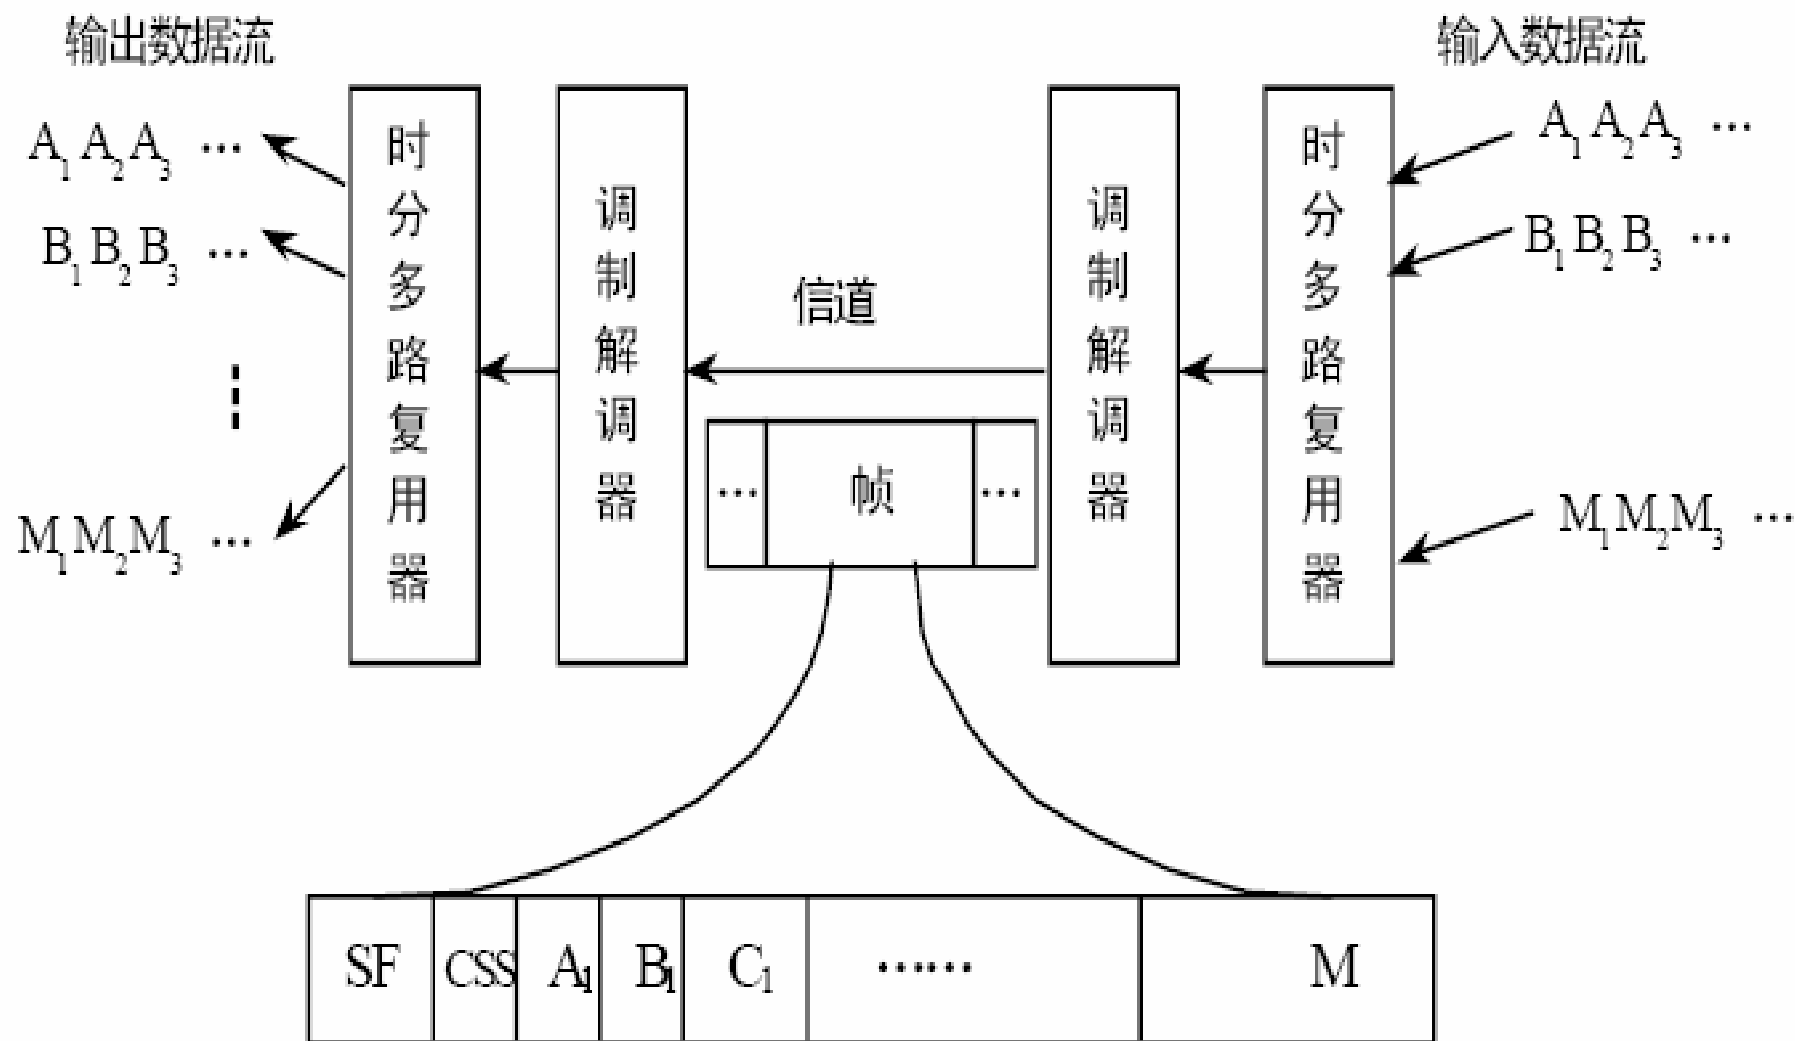 输出数据流
输入数据流
A₁ A₂ A₃ …
B₁ B₂ B₃ …
M₁ M₂ M₃ …
时分多路复用器
调制解调器
信道
… 帧 …
调制解调器
时分多路复用器
A₁ A₂ A₃ …
B₁ B₂ B₃ …
M₁ M₂ M₃ …
SF CSS A₁ B₁ C₁ …… M